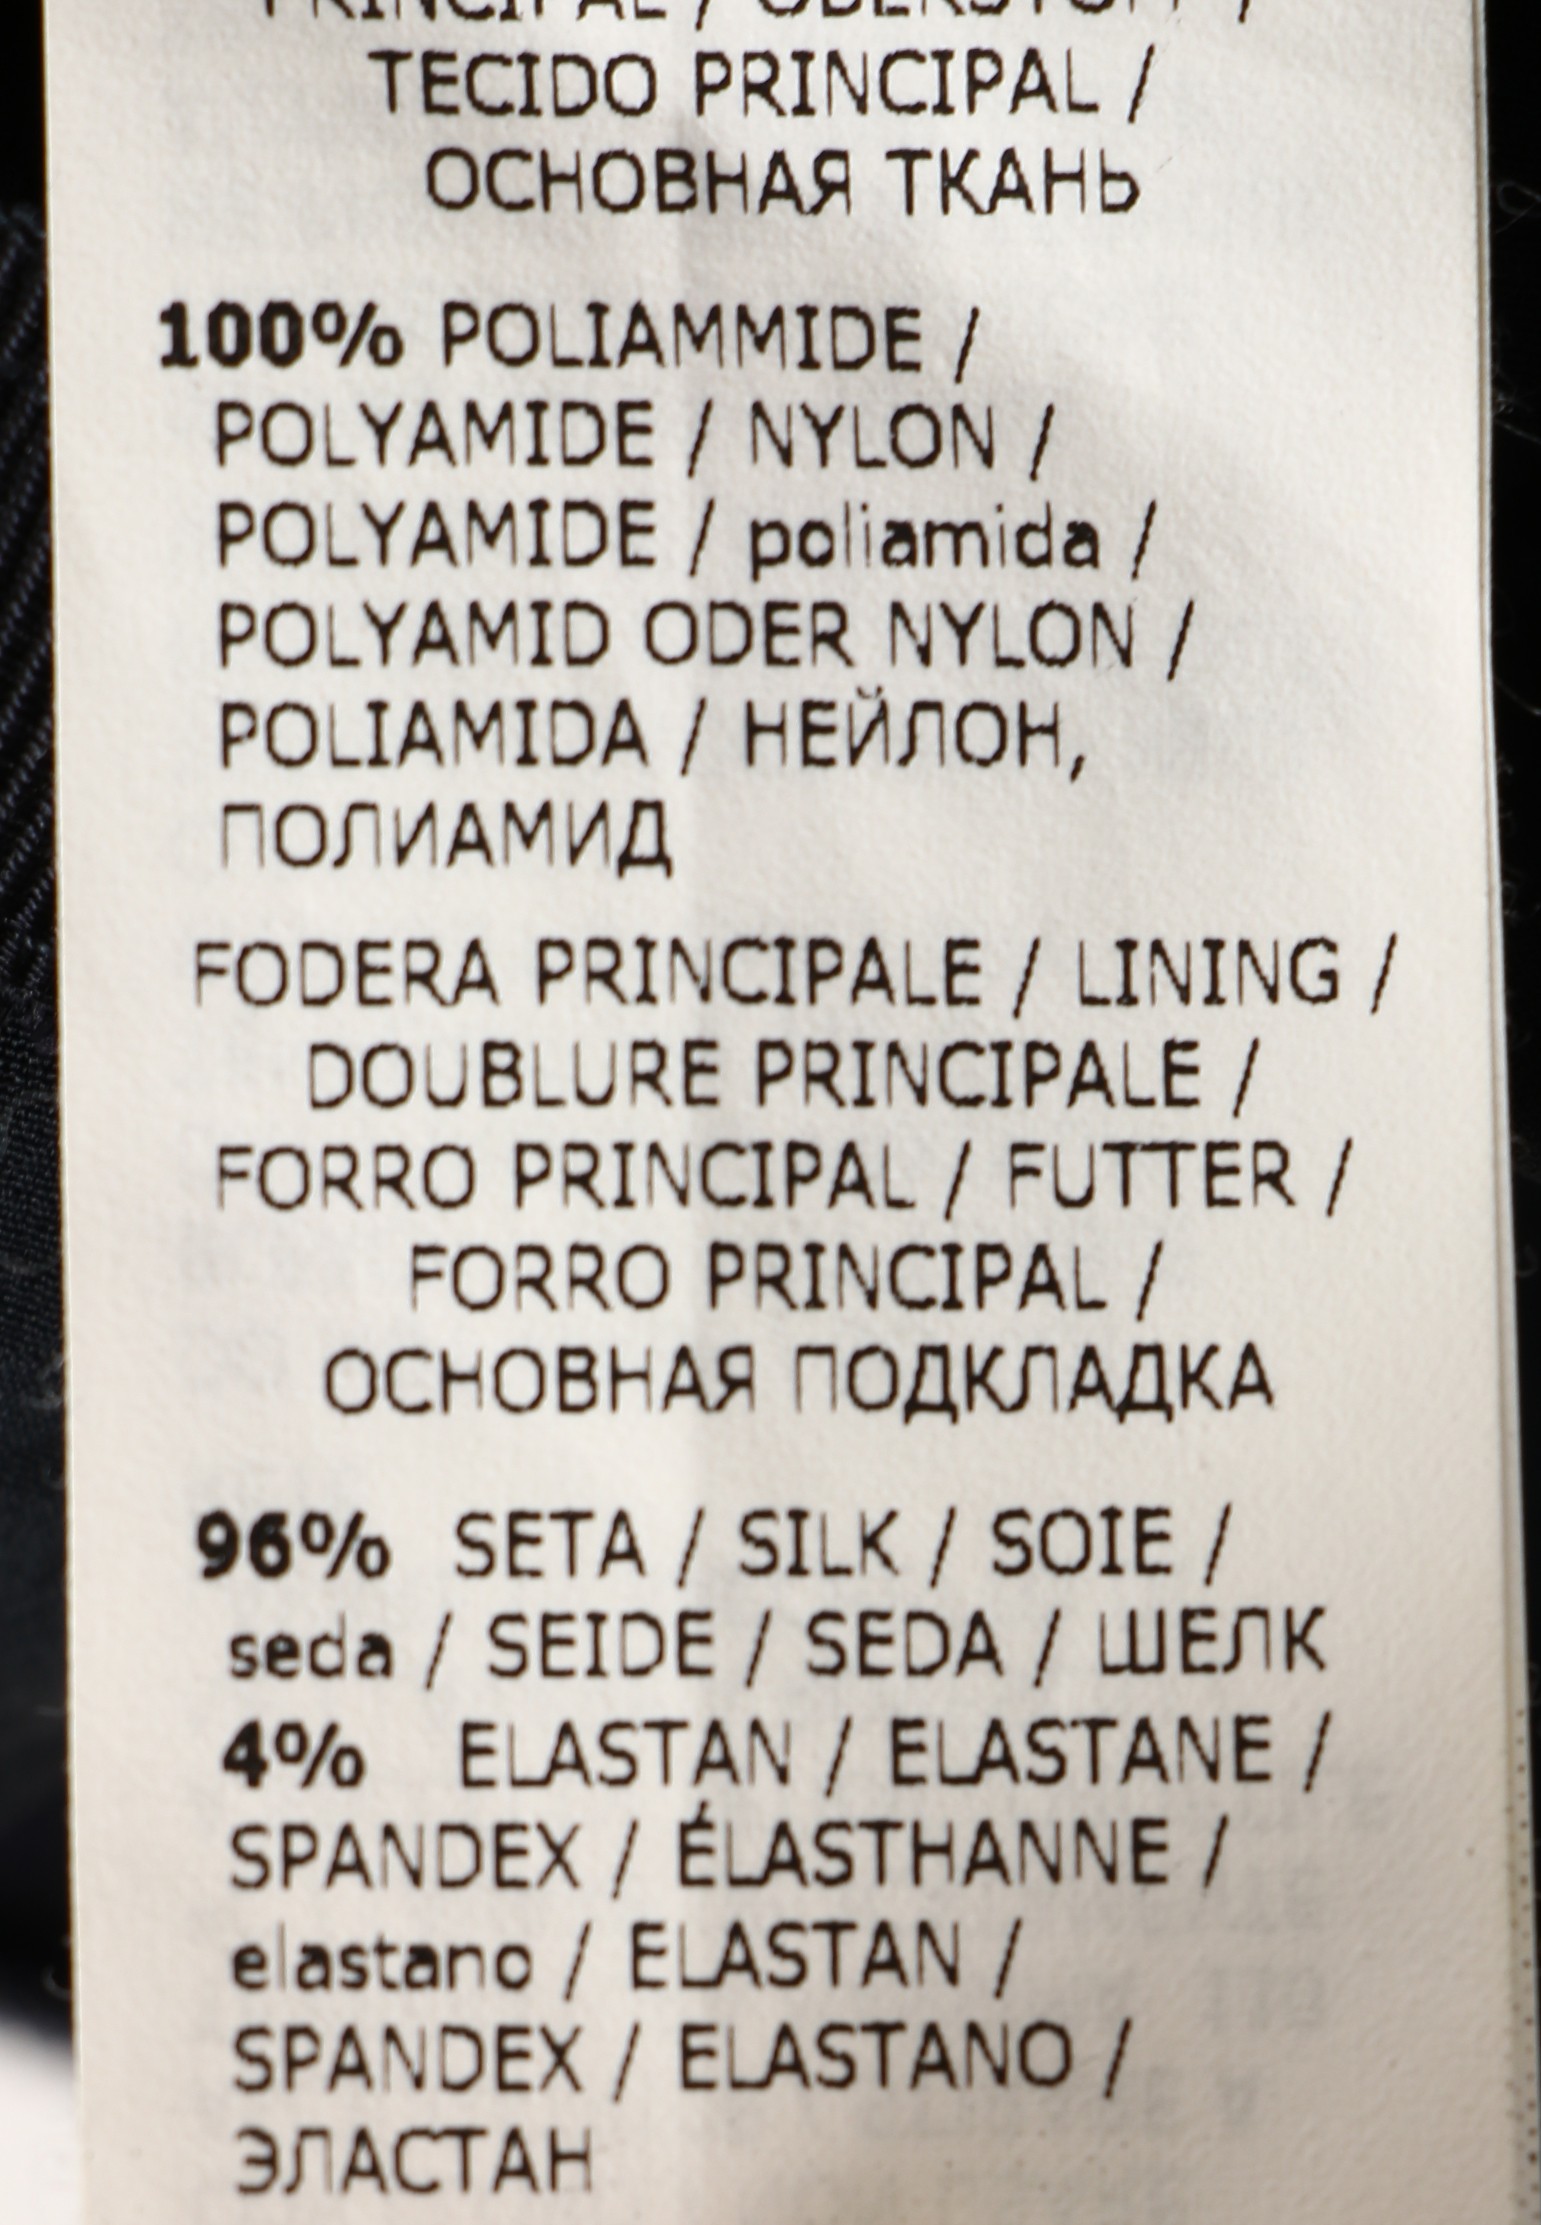 PRINCIPAL / OBERSTOFF /
TECIDO PRINCIPAL /
ОСНОВНАЯ ТКАНЬ
100% POLIAMMIDE /
POLYAMIDE / NYLON /
POLYAMIDE / poliamida /
POLYAMID ODER NYLON /
POLIAMIDA / НЕЙЛОН,
ПОЛИАМИД
FODERA PRINCIPALE / LINING /
DOUBLURE PRINCIPALE /
FORRO PRINCIPAL / FUTTER /
FORRO PRINCIPAL /
ОСНОВНАЯ ПОДКЛАДКА
96% SETA / SILK / SOIE /
seda / SEIDE / SEDA / ШЕЛК
4% ELASTAN / ELASTANE /
SPANDEX / ÉLASTHANNE /
elastano / ELASTAN /
SPANDEX / ELASTANO /
ЭЛАСТАН